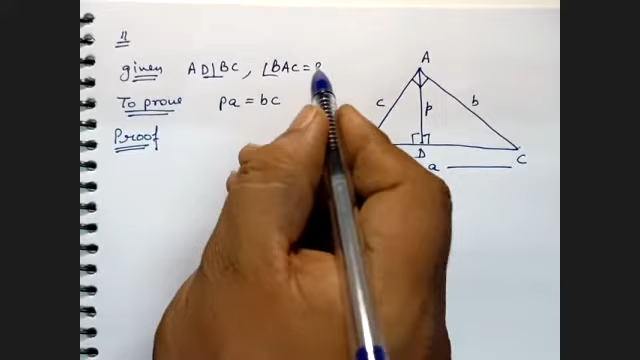 11
given AD⊥BC, ∠BAC=
To prove pa = bc
Proof
A
c p b
D C
a